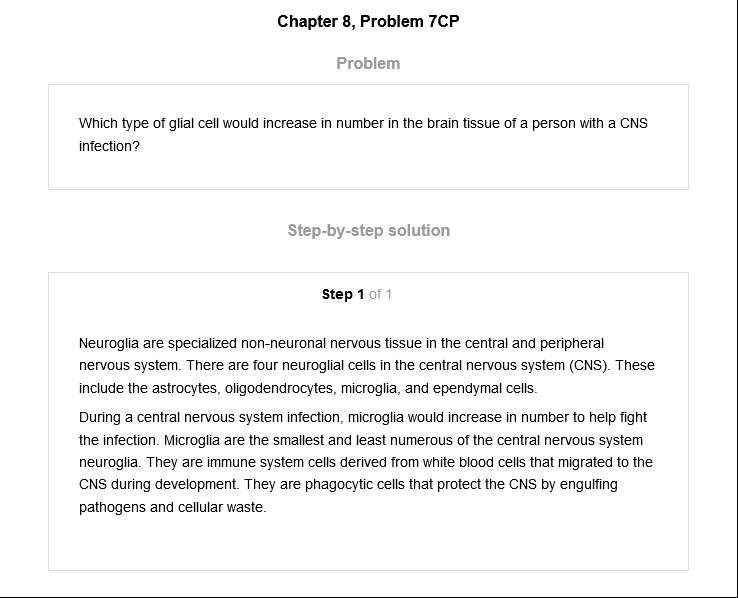 Chapter 8, Problem 7CP
Problem
Which type of glial cell would increase in number in the brain tissue of a person with a CNS
infection?
Step-by-step solution
Step 1 of 1
Neuroglia are specialized non-neuronal nervous tissue in the central and peripheral
nervous system. There are four neuroglial cells in the central nervous system (CNS). These
include the astrocytes, oligodendrocytes, microglia, and ependymal cells.
During a central nervous system infection, microglia would increase in number to help fight
the infection. Microglia are the smallest and least numerous of the central nervous system
neuroglia. They are immune system cells derived from white blood cells that migrated to the
CNS during development. They are phagocytic cells that protect the CNS by engulfing
pathogens and cellular waste.